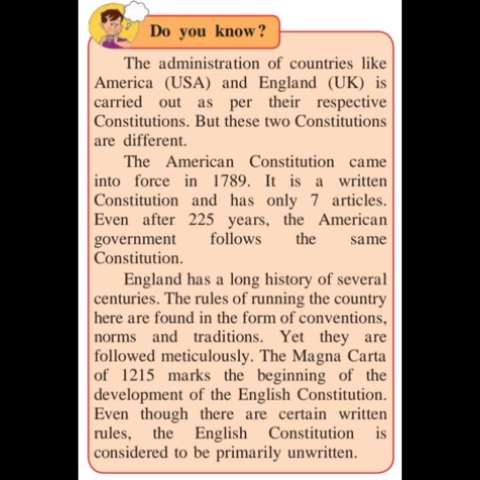 Do you know?
The administration of countries like
America (USA) and England (UK) is
carried out as per their respective
Constitutions. But these two Constitutions
are different.
The American Constitution came
into force in 1789. It is a written
Constitution and has only 7 articles.
Even after 225 years, the American
government follows the same
Constitution.
England has a long history of several
centuries. The rules of running the country
here are found in the form of conventions,
norms and traditions. Yet they are
followed meticulously. The Magna Carta
of 1215 marks the beginning of the
development of the English Constitution.
Even though there are certain written
rules, the English Constitution is
considered to be primarily unwritten.